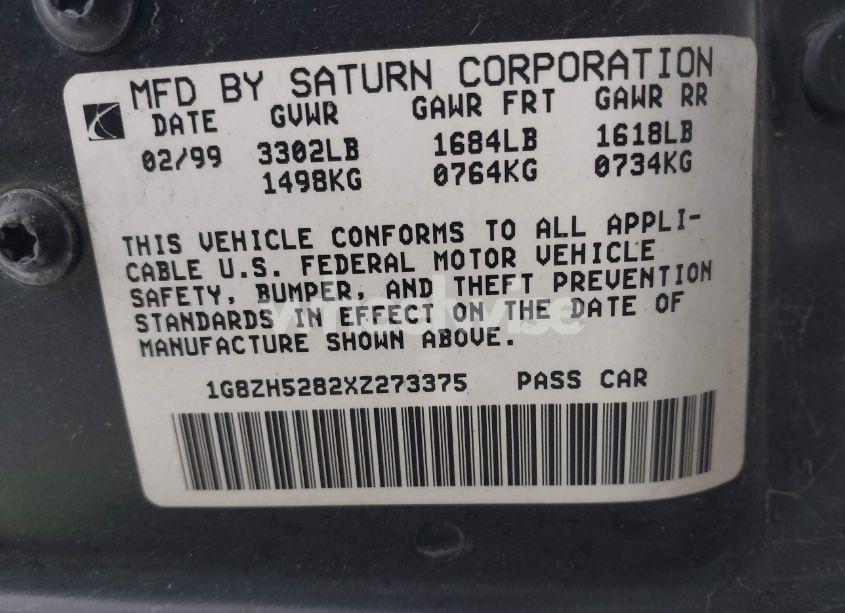 MFD BY SATURN CORPORATION
DATE GVWR GAWR FRT GAWR RR
02/99 3302LB 1684LB 1618LB
1498KG 0764KG 0734KG
THIS VEHICLE CONFORMS TO ALL APPLI-
CABLE U.S. FEDERAL MOTOR VEHICLE
SAFETY, BUMPER, AND THEFT PREVENTION
STANDARDS IN EFFECT ON THE DATE OF
MANUFACTURE SHOWN ABOVE.
1G8ZH5282XZ273375 PASS CAR